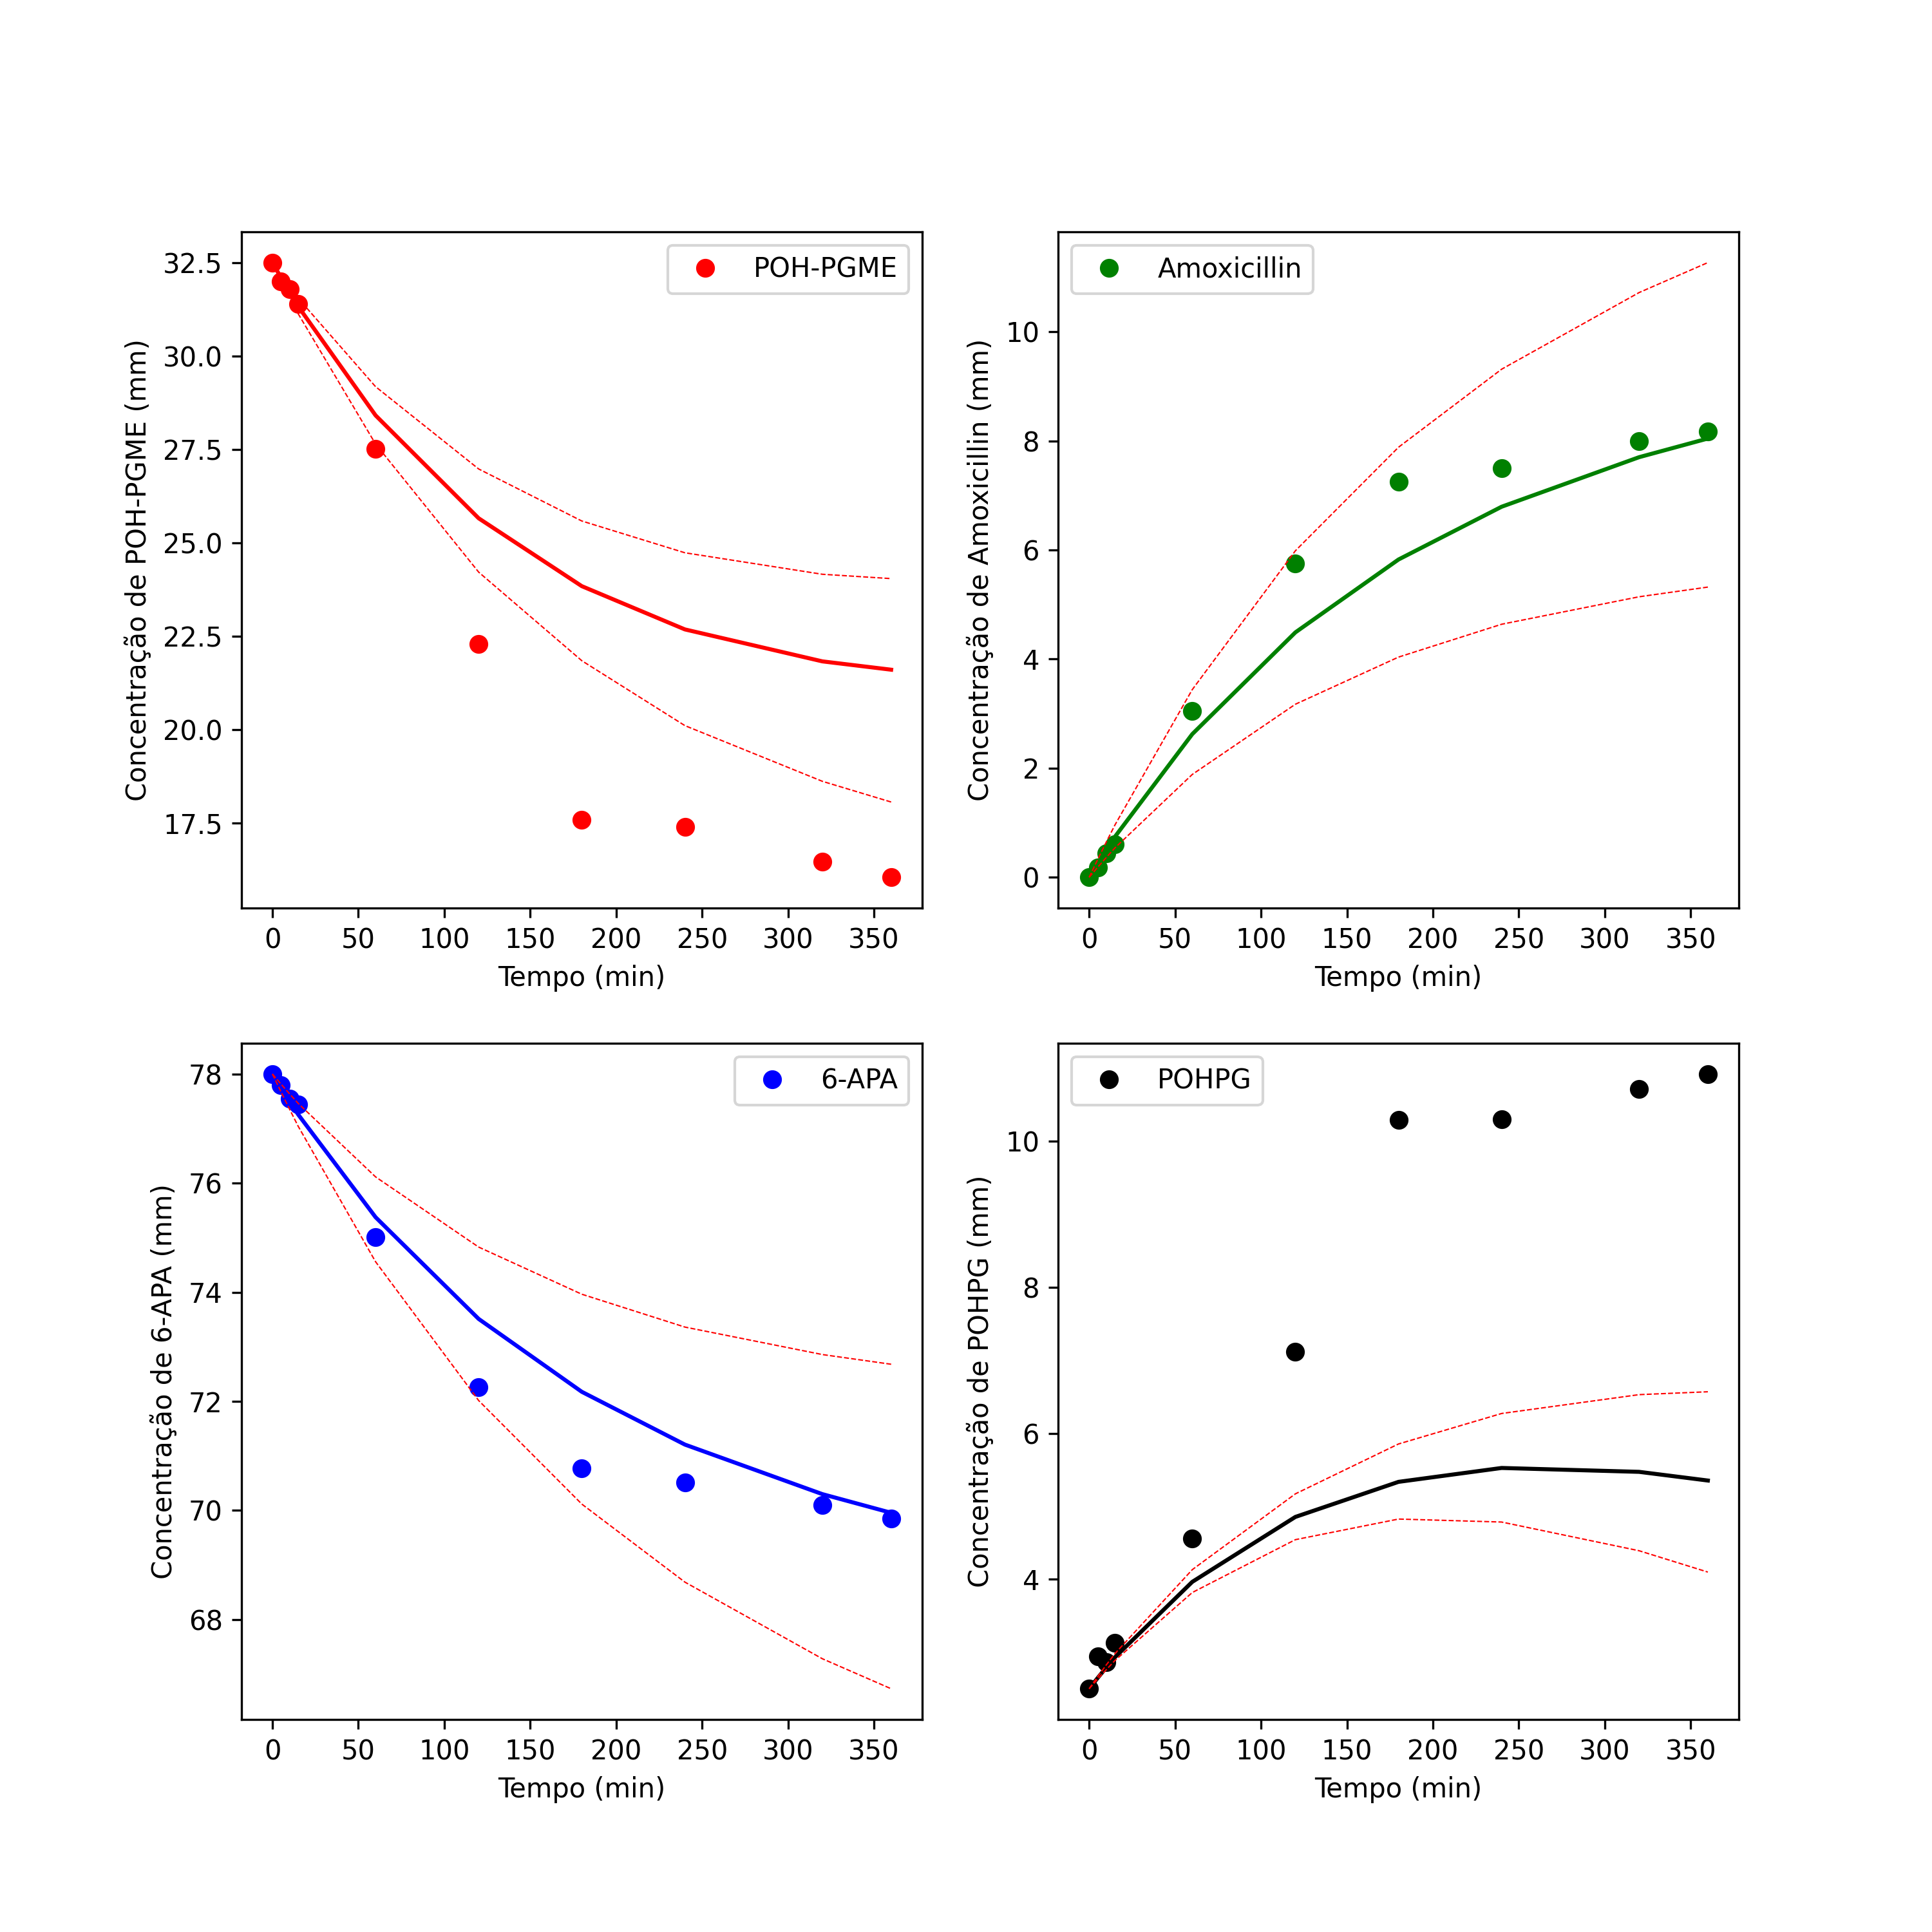 POH-PGME
Concentração de POH-PGME (mm)
32.5
30.0
27.5
25.0
22.5
20.0
17.5
0 50 100 150 200 250 300 350
Tempo (min)
Amoxicillin
Concentração de Amoxicillin (mm)
10
8
6
4
2
0
0 50 100 150 200 250 300 350
Tempo (min)
6-APA
Concentração de 6-APA (mm)
78
76
74
72
70
68
0 50 100 150 200 250 300 350
Tempo (min)
POHPG
Concentração de POHPG (mm)
10
8
6
4
0 50 100 150 200 250 300 350
Tempo (min)